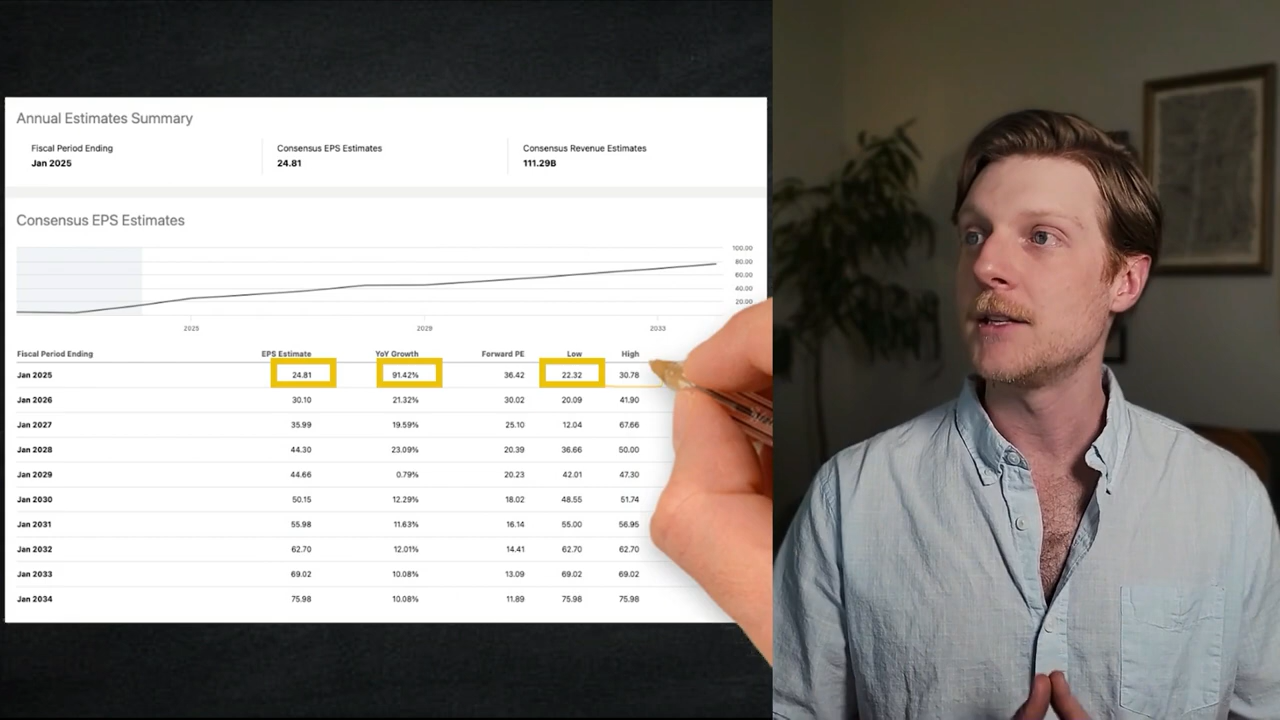 Annual Estimates Summary
Fiscal Period Ending Consensus EPS Estimates Consensus Revenue Estimates
Jan 2025 24.81 111.29B
Consensus EPS Estimates
100.00
80.00
60.00
40.00
20.00
2025 2029 2033
Fiscal Period Ending EPS Estimate YoY Growth Forward PE Low High
Jan 2025 24.81 91.42% 36.42 22.32 30.78
Jan 2026 30.10 21.32% 30.02 20.09 41.90
Jan 2027 35.99 19.59% 25.10 12.04 67.66
Jan 2028 44.30 23.09% 20.39 36.66 50.00
Jan 2029 44.66 0.79% 20.23 42.01 47.30
Jan 2030 50.15 12.29% 18.02 48.55 51.74
Jan 2031 55.98 11.63% 16.14 55.00 56.95
Jan 2032 62.70 12.01% 14.41 62.70 62.70
Jan 2033 69.02 10.08% 13.09 69.02 69.02
Jan 2034 75.98 10.08% 11.89 75.98 75.98